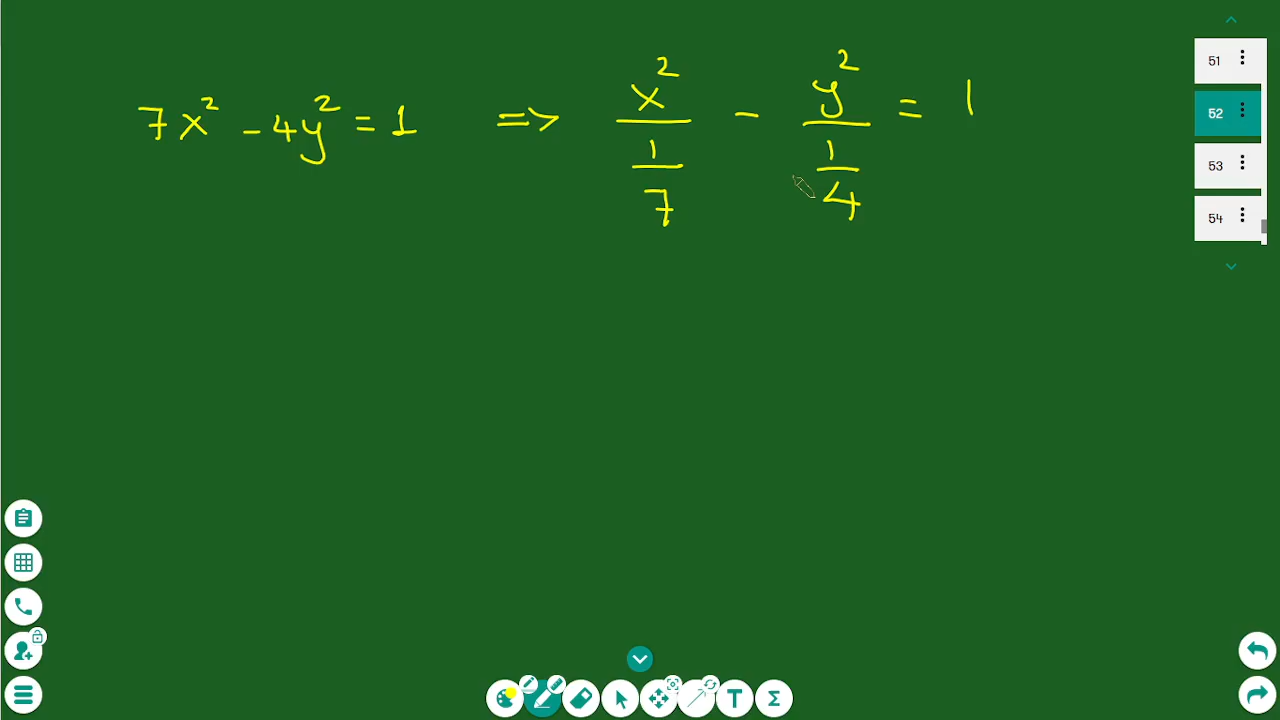 7x² - 4y² = 1 => x²/(1/7) - y²/(1/4) = 1
51
52
53
54
T
Σ